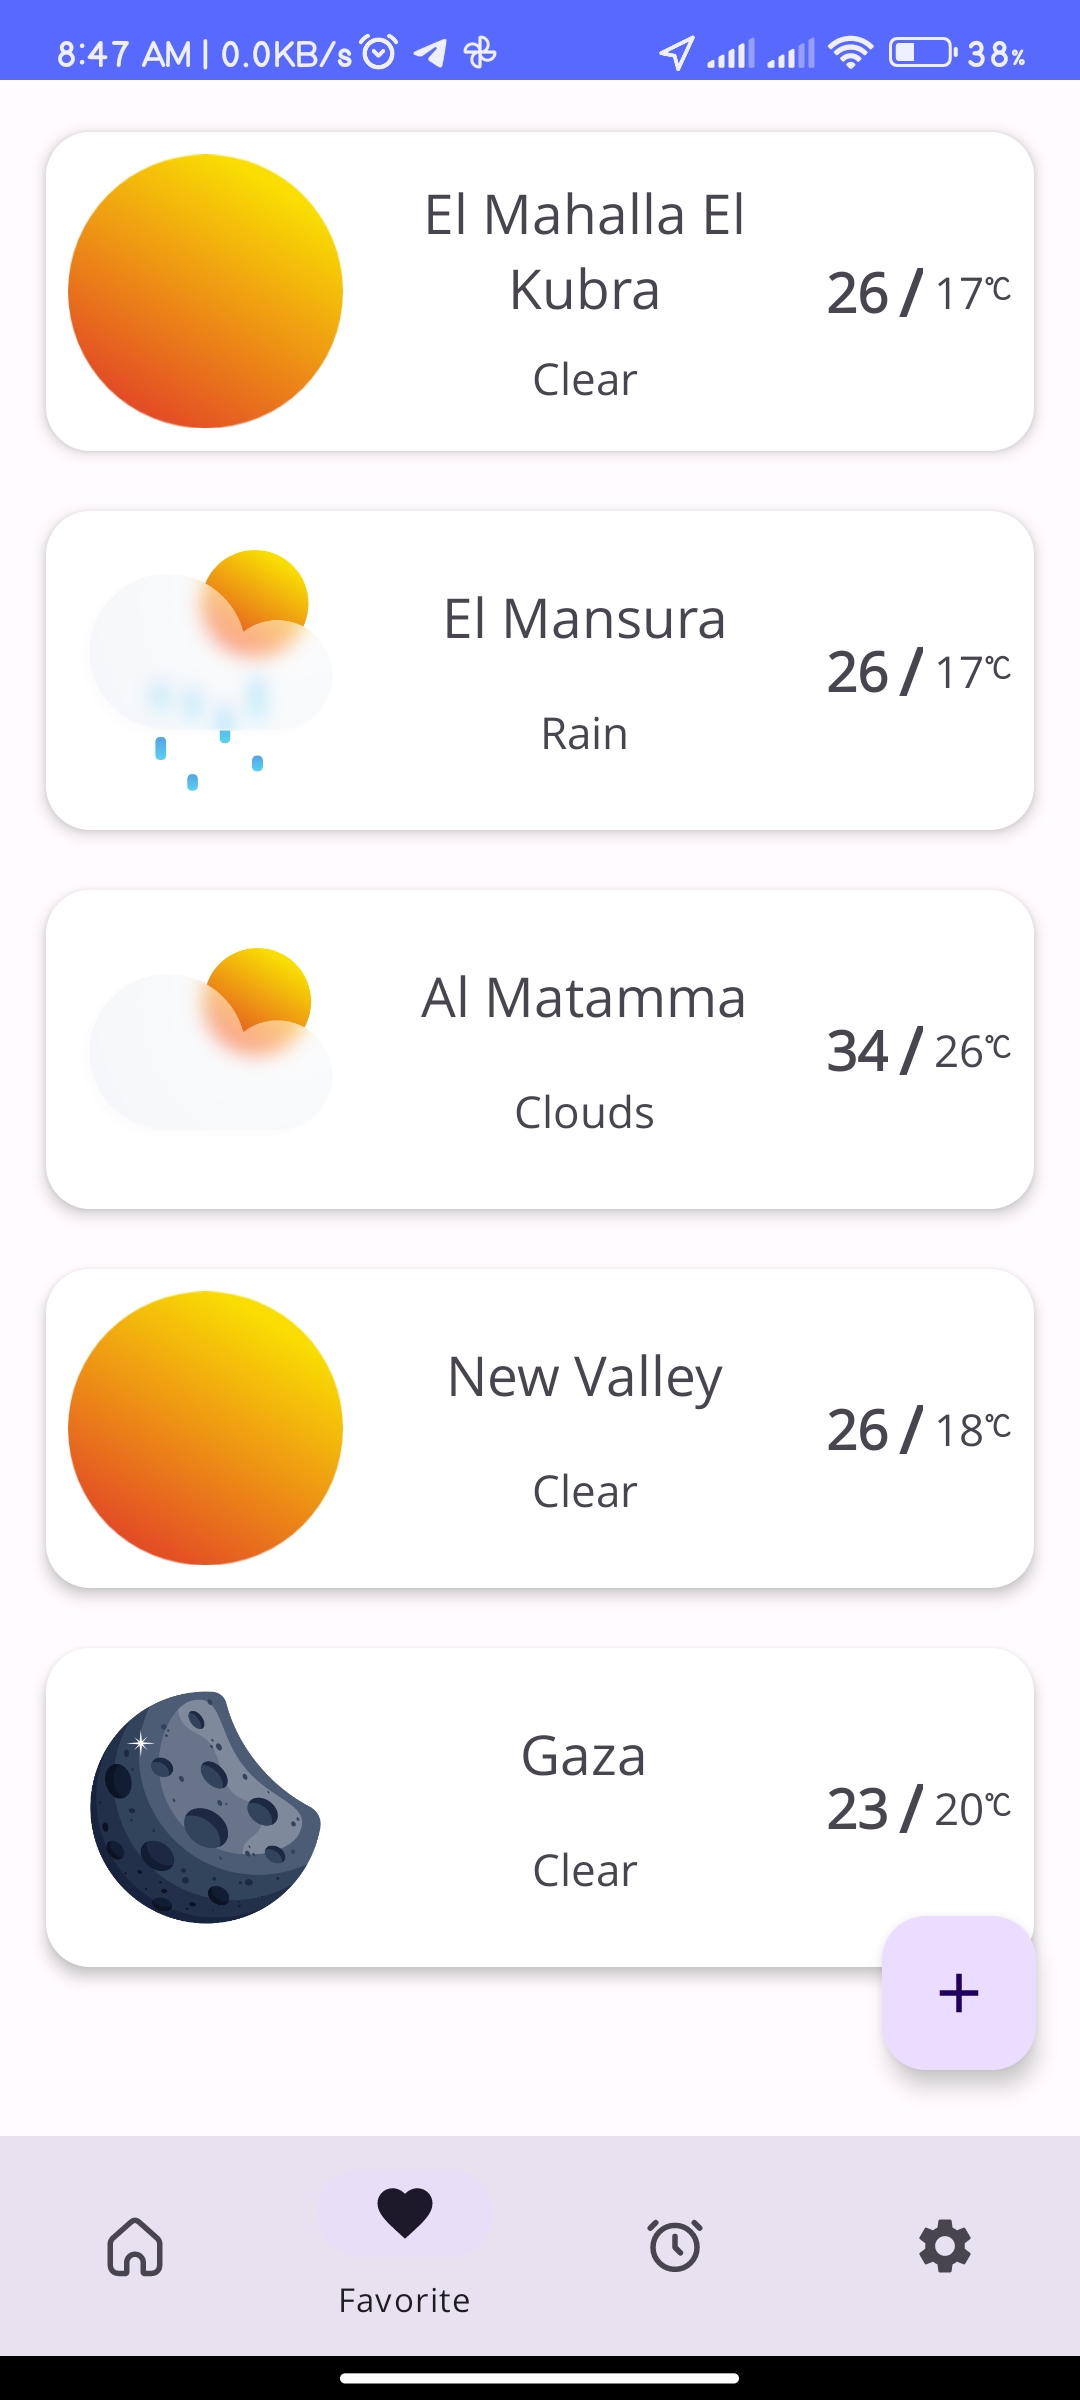 8:47 AM | 0.0KB/s
38%
El Mahalla El
Kubra
26 / 17℃
Clear
El Mansura
26 / 17℃
Rain
Al Matamma
34 / 26℃
Clouds
New Valley
26 / 18℃
Clear
Gaza
23 / 20℃
Clear
+
Favorite